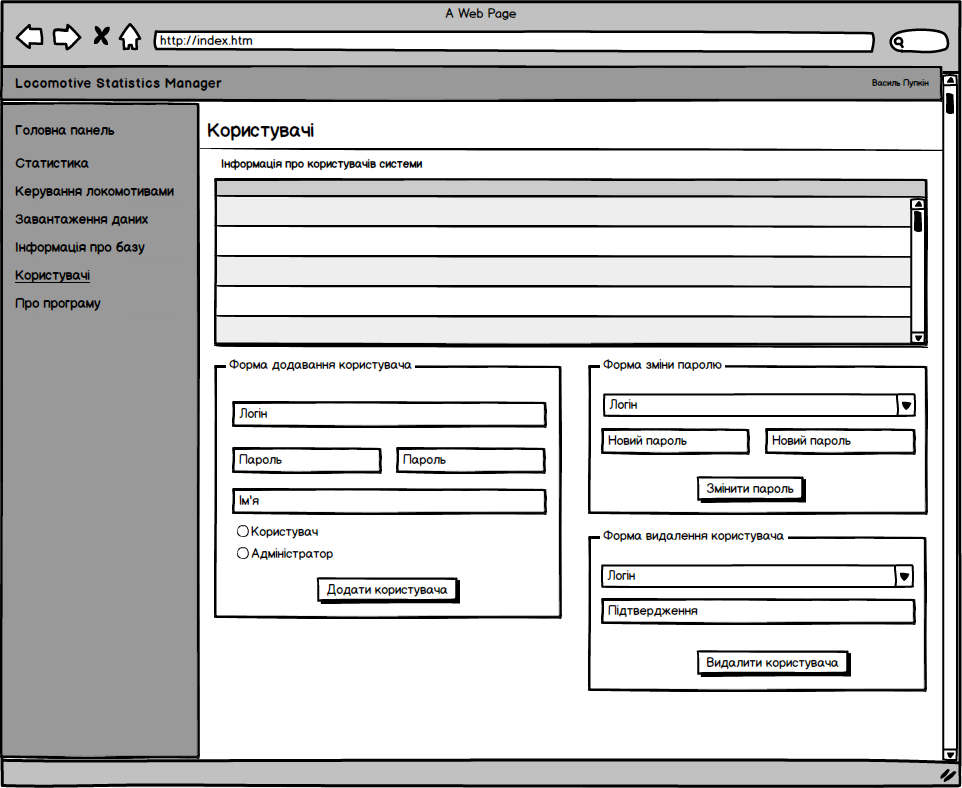 A Web Page
http://index.htm
Locomotive Statistics Manager
Василь Пупкін
Головна панель
Статистика
Керування локомотивами
Завантаження даних
Інформація про базу
Користувачі
Про програму
Користувачі
Інформація про користувачів системи
Форма додавання користувача
Логін
Пароль
Пароль
Ім'я
Користувач
Адміністратор
Додати користувача
Форма зміни паролю
Логін
Новий пароль
Новий пароль
Змінити пароль
Форма видалення користувача
Логін
Підтвердження
Видалити користувача